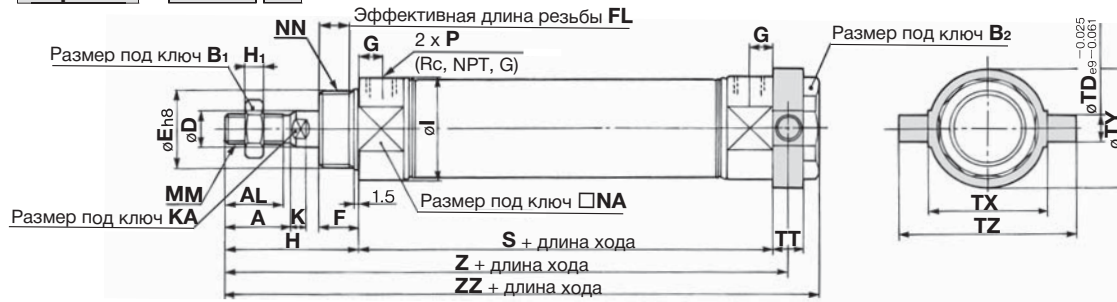 Эффективная длина резьбы FL
NN
G
2 x P
(Rc, NPT, G)
G
Размер под ключ B2
Размер под ключ B1
H1
øEh8
øD
øI
øTDe9 −0.025 −0.061
øTY
MM
AL
Размер под ключ KA
A
K
F
1.5
Размер под ключ □NA
H
S + длина хода
TT
TX
TZ
Z + длина хода
ZZ + длина хода